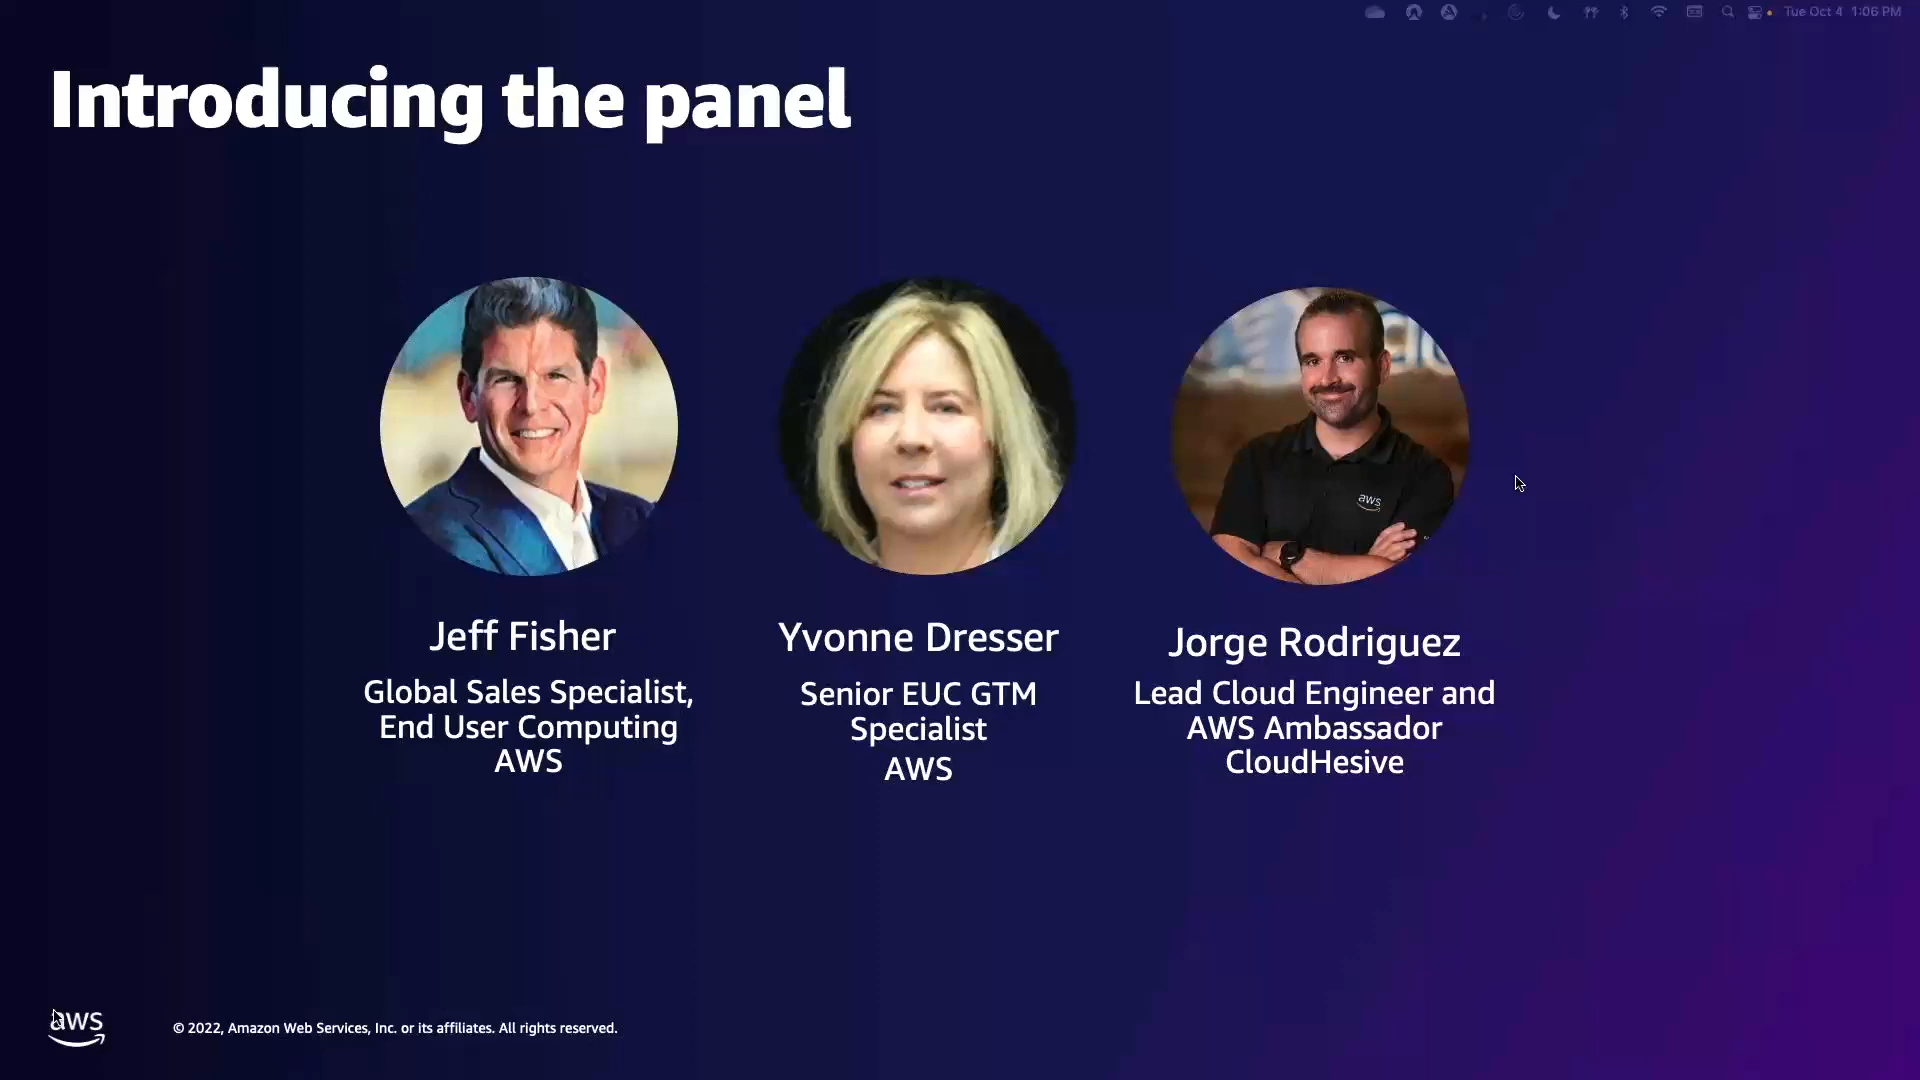 Tue Oct 4 1:06 PM
Introducing the panel
aws
Jeff Fisher
Global Sales Specialist,
End User Computing
AWS
Yvonne Dresser
Senior EUC GTM
Specialist
AWS
Jorge Rodriguez
Lead Cloud Engineer and
AWS Ambassador
CloudHesive
aws
© 2022, Amazon Web Services, Inc. or its affiliates. All rights reserved.